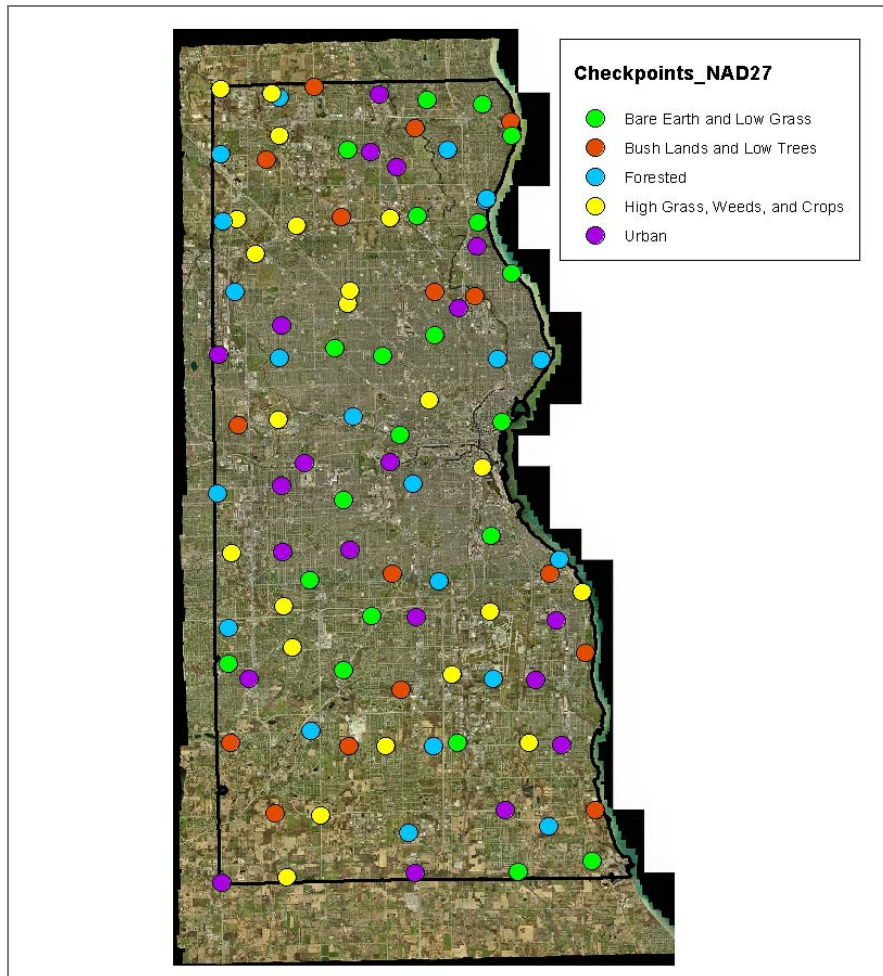 Checkpoints_NAD27
Bare Earth and Low Grass
Bush Lands and Low Trees
Forested
High Grass, Weeds, and Crops
Urban